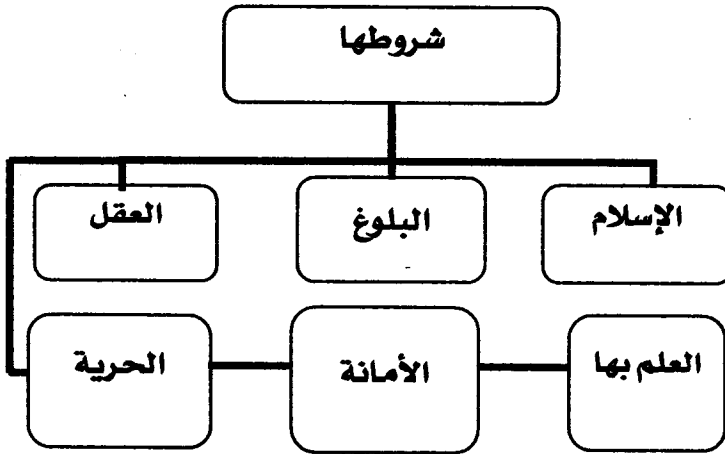 شروطها
الإسلام
البلوغ
العقل
العلم بها
الأمانة
الحرية